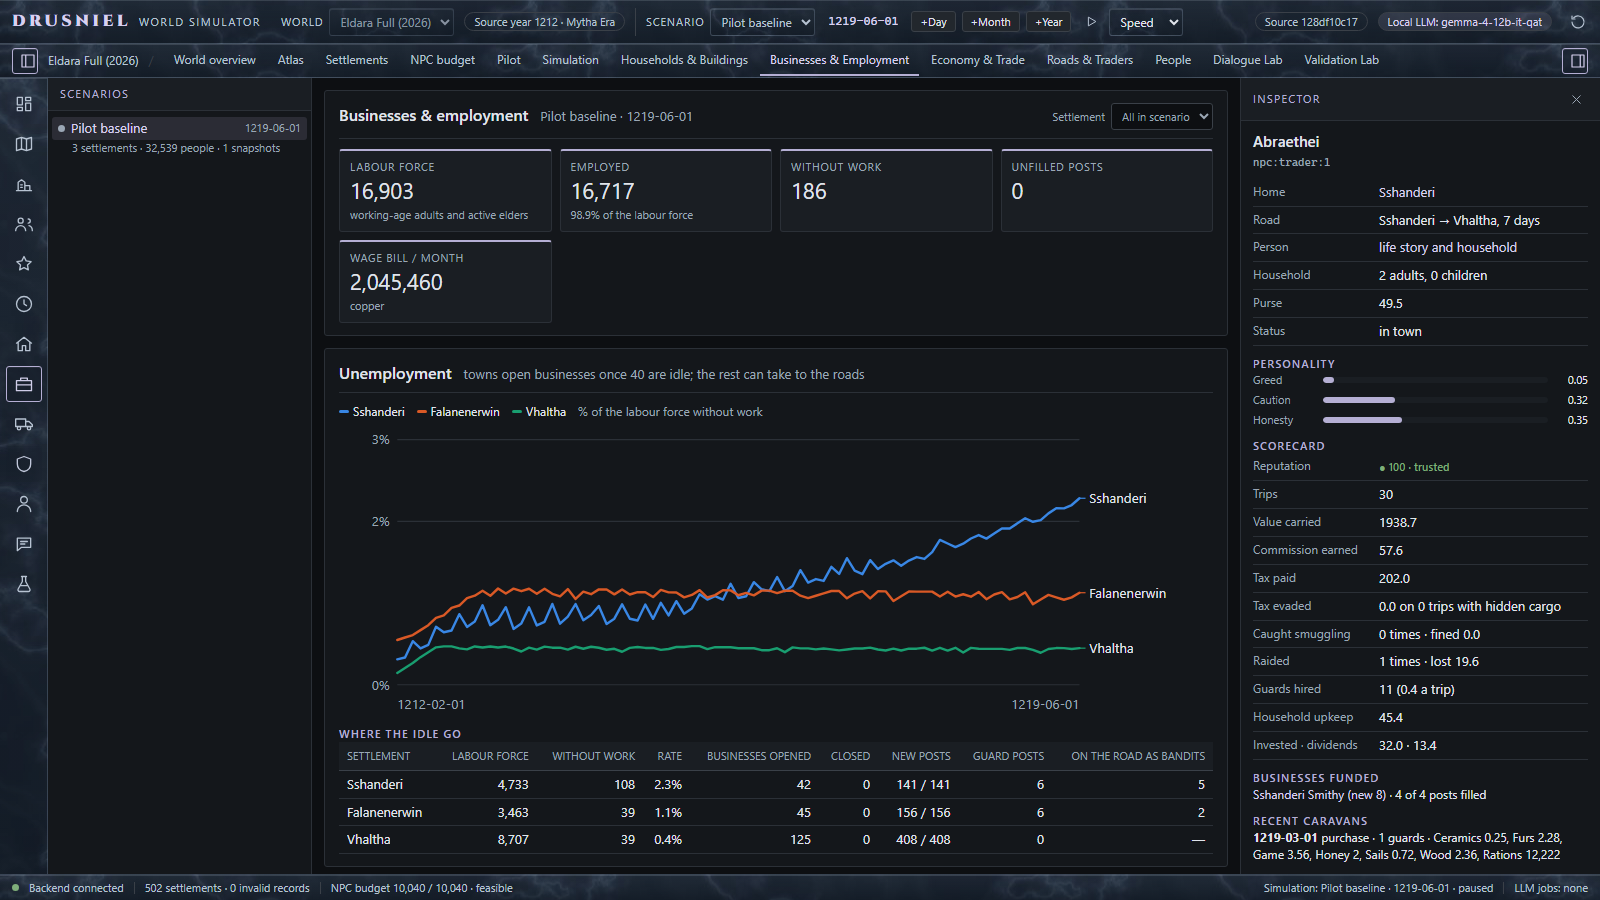 DRUSNIEL WORLD SIMULATOR WORLD Eldara Full (2026) Source year 1212 · Mytha Era SCENARIO Pilot baseline 1219-06-01 +Day +Month +Year Speed Source 128df10c17 Local LLM: gemma-4-12b-it-qat
Eldara Full (2026) / World overview Atlas Settlements NPC budget Pilot Simulation Households & Buildings Businesses & Employment Economy & Trade Roads & Traders People Dialogue Lab Validation Lab
SCENARIOS
Pilot baseline 1219-06-01
3 settlements · 32,539 people · 1 snapshots
Businesses & employment Pilot baseline · 1219-06-01 Settlement All in scenario
LABOUR FORCE
16,903
working-age adults and active elders
EMPLOYED
16,717
98.9% of the labour force
WITHOUT WORK
186
UNFILLED POSTS
0
WAGE BILL / MONTH
2,045,460
copper
Unemployment towns open businesses once 40 are idle; the rest can take to the roads
Sshanderi Falanenerwin Vhaltha % of the labour force without work
3%
2%
0%
Sshanderi
Falanenerwin
Vhaltha
1212-02-01 1219-06-01
WHERE THE IDLE GO
SETTLEMENT LABOUR FORCE WITHOUT WORK RATE BUSINESSES OPENED CLOSED NEW POSTS GUARD POSTS ON THE ROAD AS BANDITS
Sshanderi 4,733 108 2.3% 42 0 141 / 141 6 5
Falanenerwin 3,463 39 1.1% 45 0 156 / 156 6 2
Vhaltha 8,707 39 0.4% 125 0 408 / 408 0 —
INSPECTOR
Abraethei
npc:trader:1
Home Sshanderi
Road Sshanderi → Vhaltha, 7 days
Person life story and household
Household 2 adults, 0 children
Purse 49.5
Status in town
PERSONALITY
Greed 0.05
Caution 0.32
Honesty 0.35
SCORECARD
Reputation 100 · trusted
Trips 30
Value carried 1938.7
Commission earned 57.6
Tax paid 202.0
Tax evaded 0.0 on 0 trips with hidden cargo
Caught smuggling 0 times · fined 0.0
Raided 1 times · lost 19.6
Guards hired 11 (0.4 a trip)
Household upkeep 45.4
Invested · dividends 32.0 · 13.4
BUSINESSES FUNDED
Sshanderi Smithy (new 8) · 4 of 4 posts filled
RECENT CARAVANS
1219-03-01 purchase · 1 guards · Ceramics 0.25, Furs 2.28,
Game 3.56, Honey 2, Sails 0.72, Wood 2.36, Rations 12,222
Backend connected 502 settlements · 0 invalid records NPC budget 10,040 / 10,040 · feasible Simulation: Pilot baseline · 1219-06-01 · paused LLM jobs: none